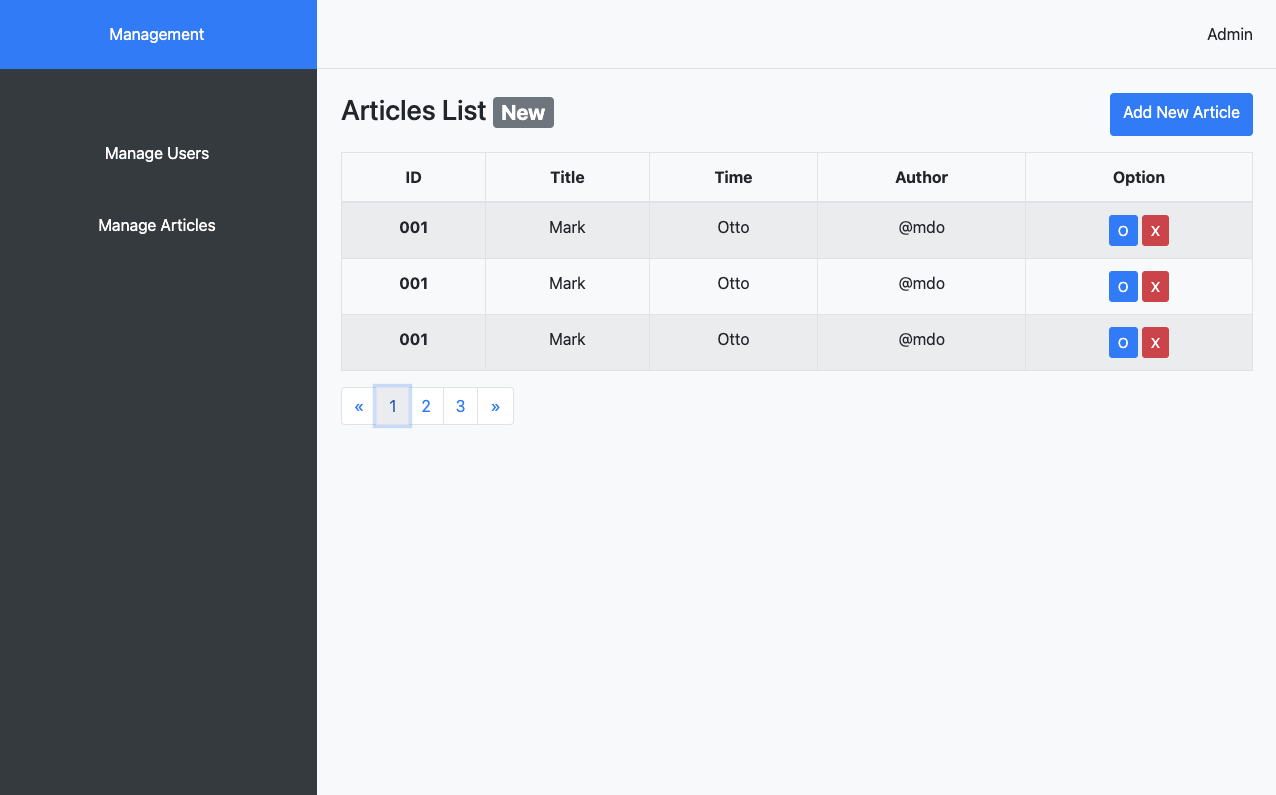 Management
Admin
Manage Users
Manage Articles
Articles List New
Add New Article
ID Title Time Author Option
001 Mark Otto @mdo O X
001 Mark Otto @mdo O X
001 Mark Otto @mdo O X
« 1 2 3 »